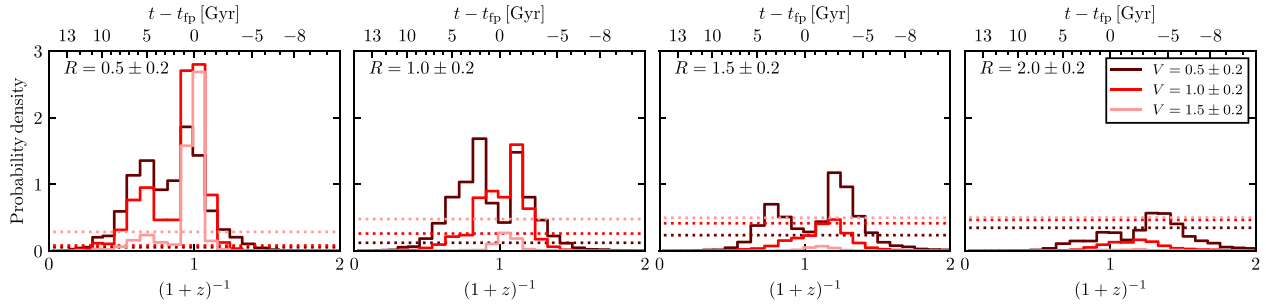 t − t_fp [Gyr] t − t_fp [Gyr] t − t_fp [Gyr] t − t_fp [Gyr]
13 10 5 0 −5 −8 13 10 5 0 −5 −8 13 10 5 0 −5 −8 13 10 5 0 −5 −8
3 R = 0.5 ± 0.2 R = 1.0 ± 0.2 R = 1.5 ± 0.2 R = 2.0 ± 0.2
V = 0.5 ± 0.2
V = 1.0 ± 0.2
V = 1.5 ± 0.2
2
1
0
Probability density
0 1 2 0 1 2 0 1 2 0 1 2
(1 + z)⁻¹ (1 + z)⁻¹ (1 + z)⁻¹ (1 + z)⁻¹